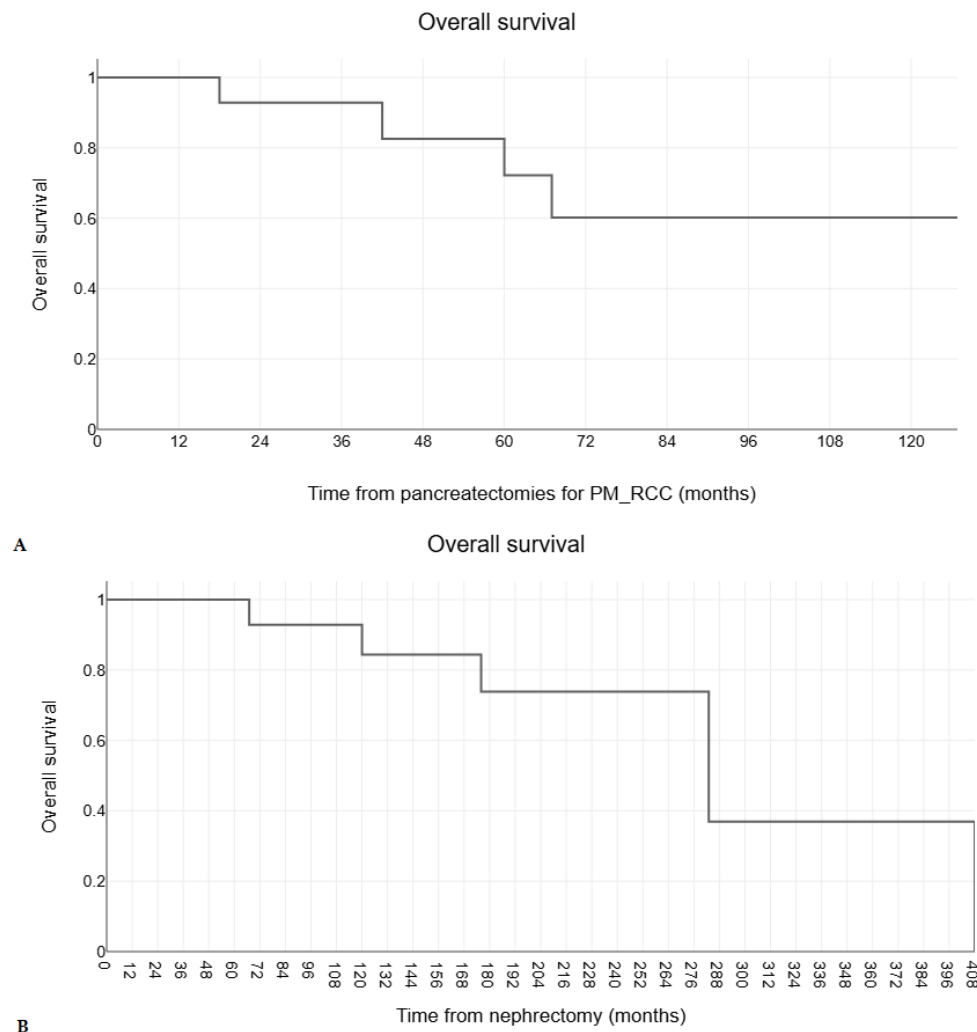 Overall survival
Overall survival
1
0.8
0.6
0.4
0.2
0
0 12 24 36 48 60 72 84 96 108 120
Time from pancreatectomies for PM_RCC (months)
A
Overall survival
Overall survival
1
0.8
0.6
0.4
0.2
0
0 12 24 36 48 60 72 84 96 108 120 132 144 156 168 180 192 204 216 228 240 252 264 276 288 300 312 324 336 348 360 372 384 396 408
Time from nephrectomy (months)
B